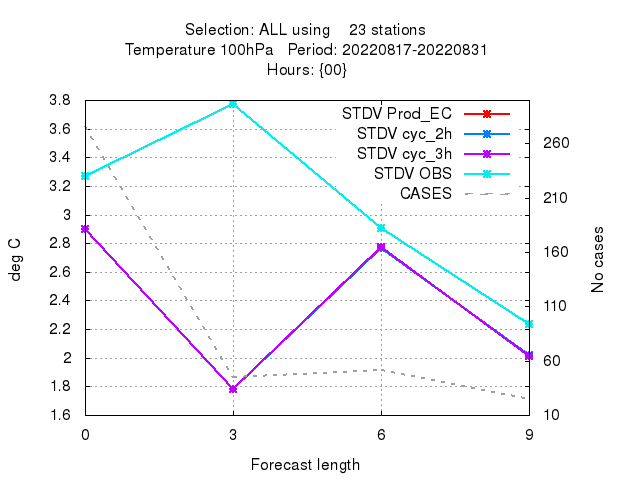 Selection: ALL using 23 stations
Temperature 100hPa Period: 20220817-20220831
Hours: {00}
3.8
3.6
3.4
3.2
3
2.8
2.6
2.4
2.2
2
1.8
1.6
deg C
STDV Prod_EC
STDV cyc_2h
STDV cyc_3h
STDV OBS
CASES
260
210
160
110
60
10
No cases
0 3 6 9
Forecast length